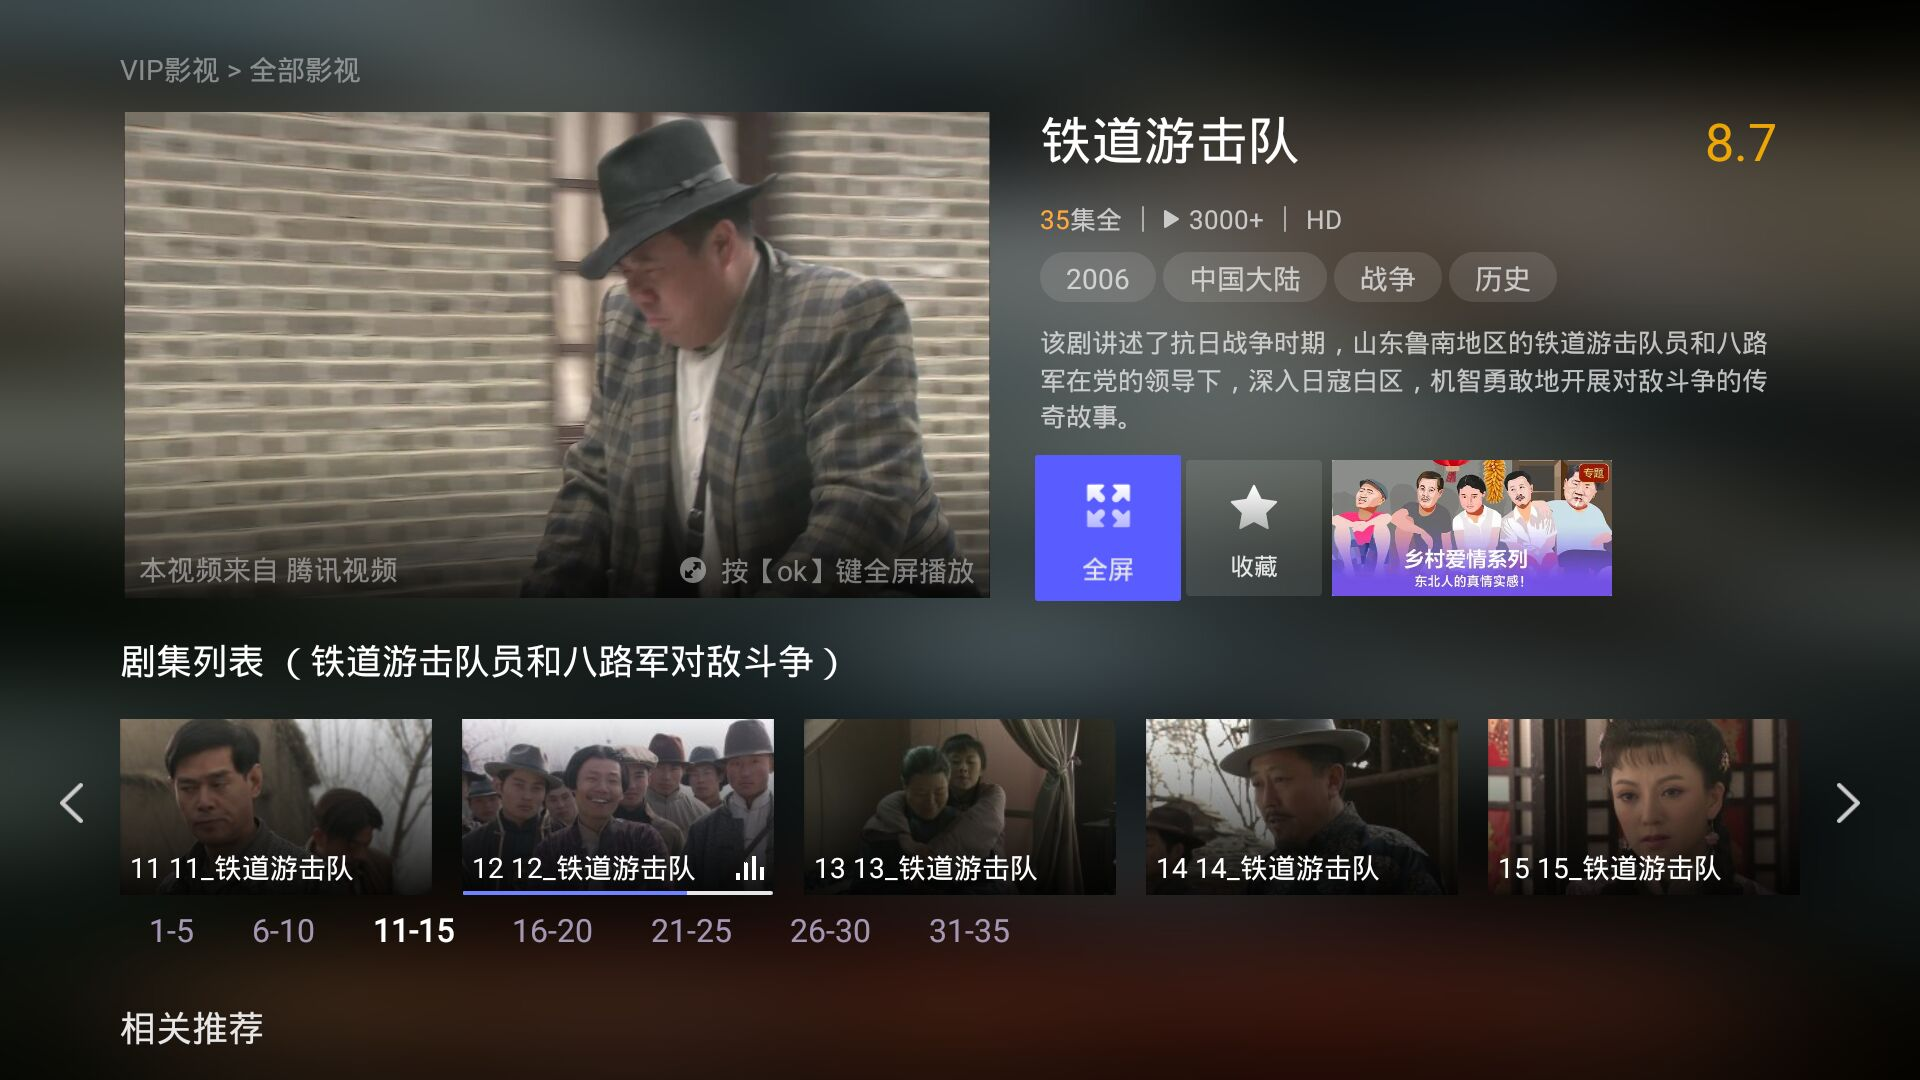 VIP影视 > 全部影视
本视频来自 腾讯视频
按【ok】键全屏播放
铁道游击队
8.7
35集全 | 3000+ | HD
2006 中国大陆 战争 历史
该剧讲述了抗日战争时期，山东鲁南地区的铁道游击队员和八路
军在党的领导下，深入日寇白区，机智勇敢地开展对敌斗争的传
奇故事。
全屏
收藏
专题
乡村爱情系列
东北人的真情实感！
剧集列表 （铁道游击队员和八路军对敌斗争）
11 11_铁道游击队
12 12_铁道游击队
13 13_铁道游击队
14 14_铁道游击队
15 15_铁道游击队
1-5 6-10 11-15 16-20 21-25 26-30 31-35
相关推荐